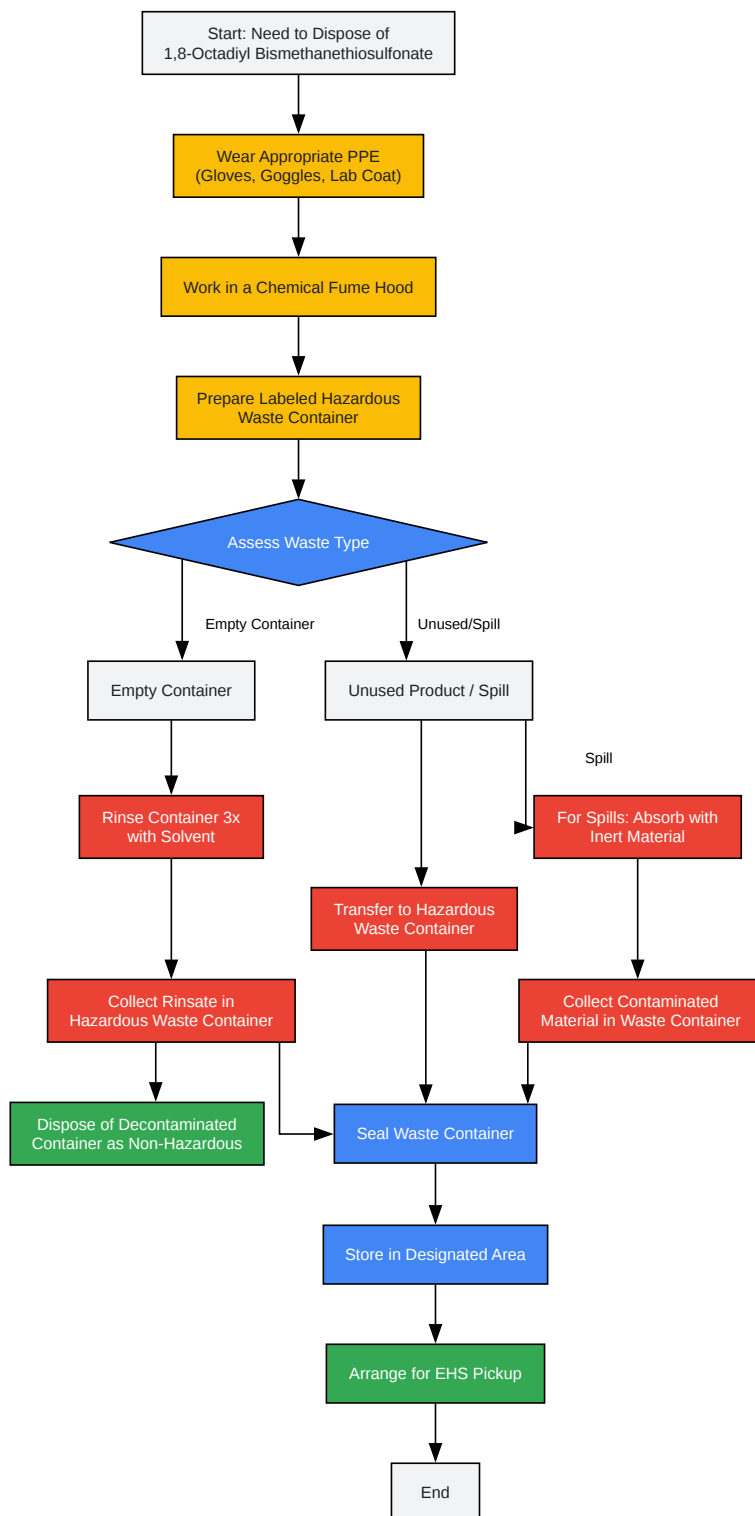 Start: Need to Dispose of
1,8-Octadiyl Bismethanethiosulfonate
Wear Appropriate PPE
(Gloves, Goggles, Lab Coat)
Work in a Chemical Fume Hood
Prepare Labeled Hazardous
Waste Container
Assess Waste Type
Empty Container
Unused/Spill
Empty Container
Unused Product / Spill
Spill
Rinse Container 3x
with Solvent
For Spills: Absorb with
Inert Material
Transfer to Hazardous
Waste Container
Collect Rinsate in
Hazardous Waste Container
Collect Contaminated
Material in Waste Container
Dispose of Decontaminated
Container as Non-Hazardous
Seal Waste Container
Store in Designated Area
Arrange for EHS Pickup
End